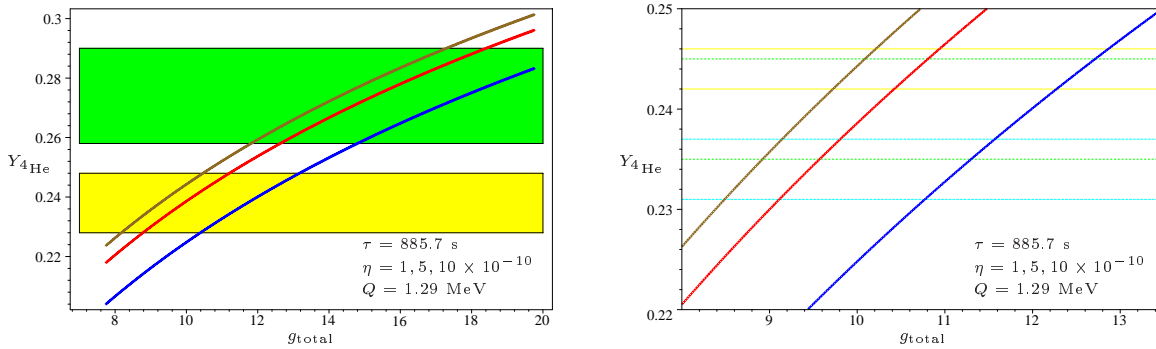 0.3
0.28
0.26
Y4He
0.24
0.22
τ = 885.7 s
η = 1, 5, 10 × 10−10
Q = 1.29 MeV
8 10 12 14 16 18 20
gtotal
0.25
0.24
Y4He
0.23
0.22
τ = 885.7 s
η = 1, 5, 10 × 10−10
Q = 1.29 MeV
9 10 11 12 13
gtotal